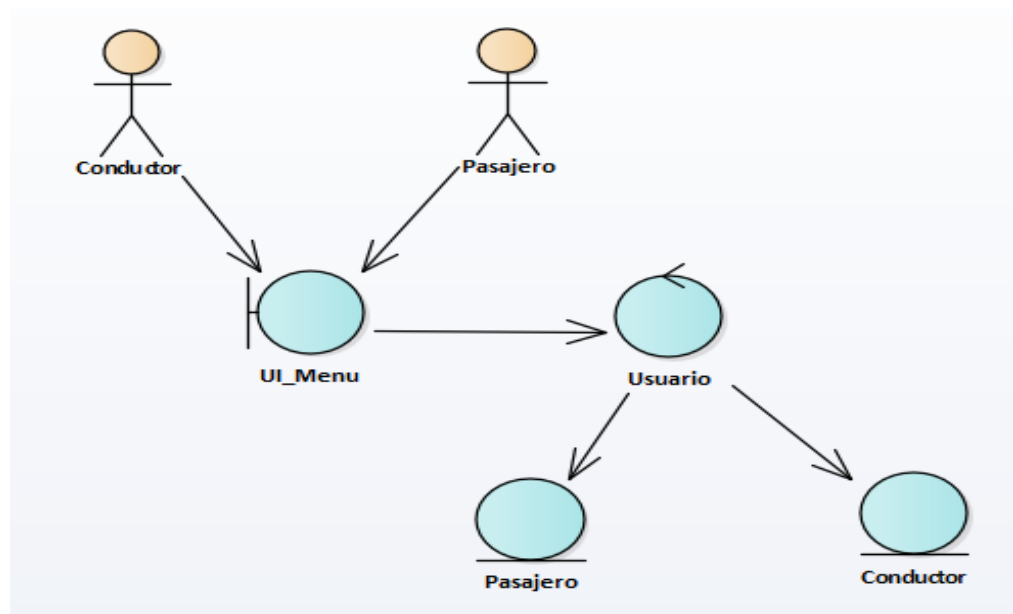 Conductor
Pasajero
UI_Menu
Usuario
Pasajero
Conductor